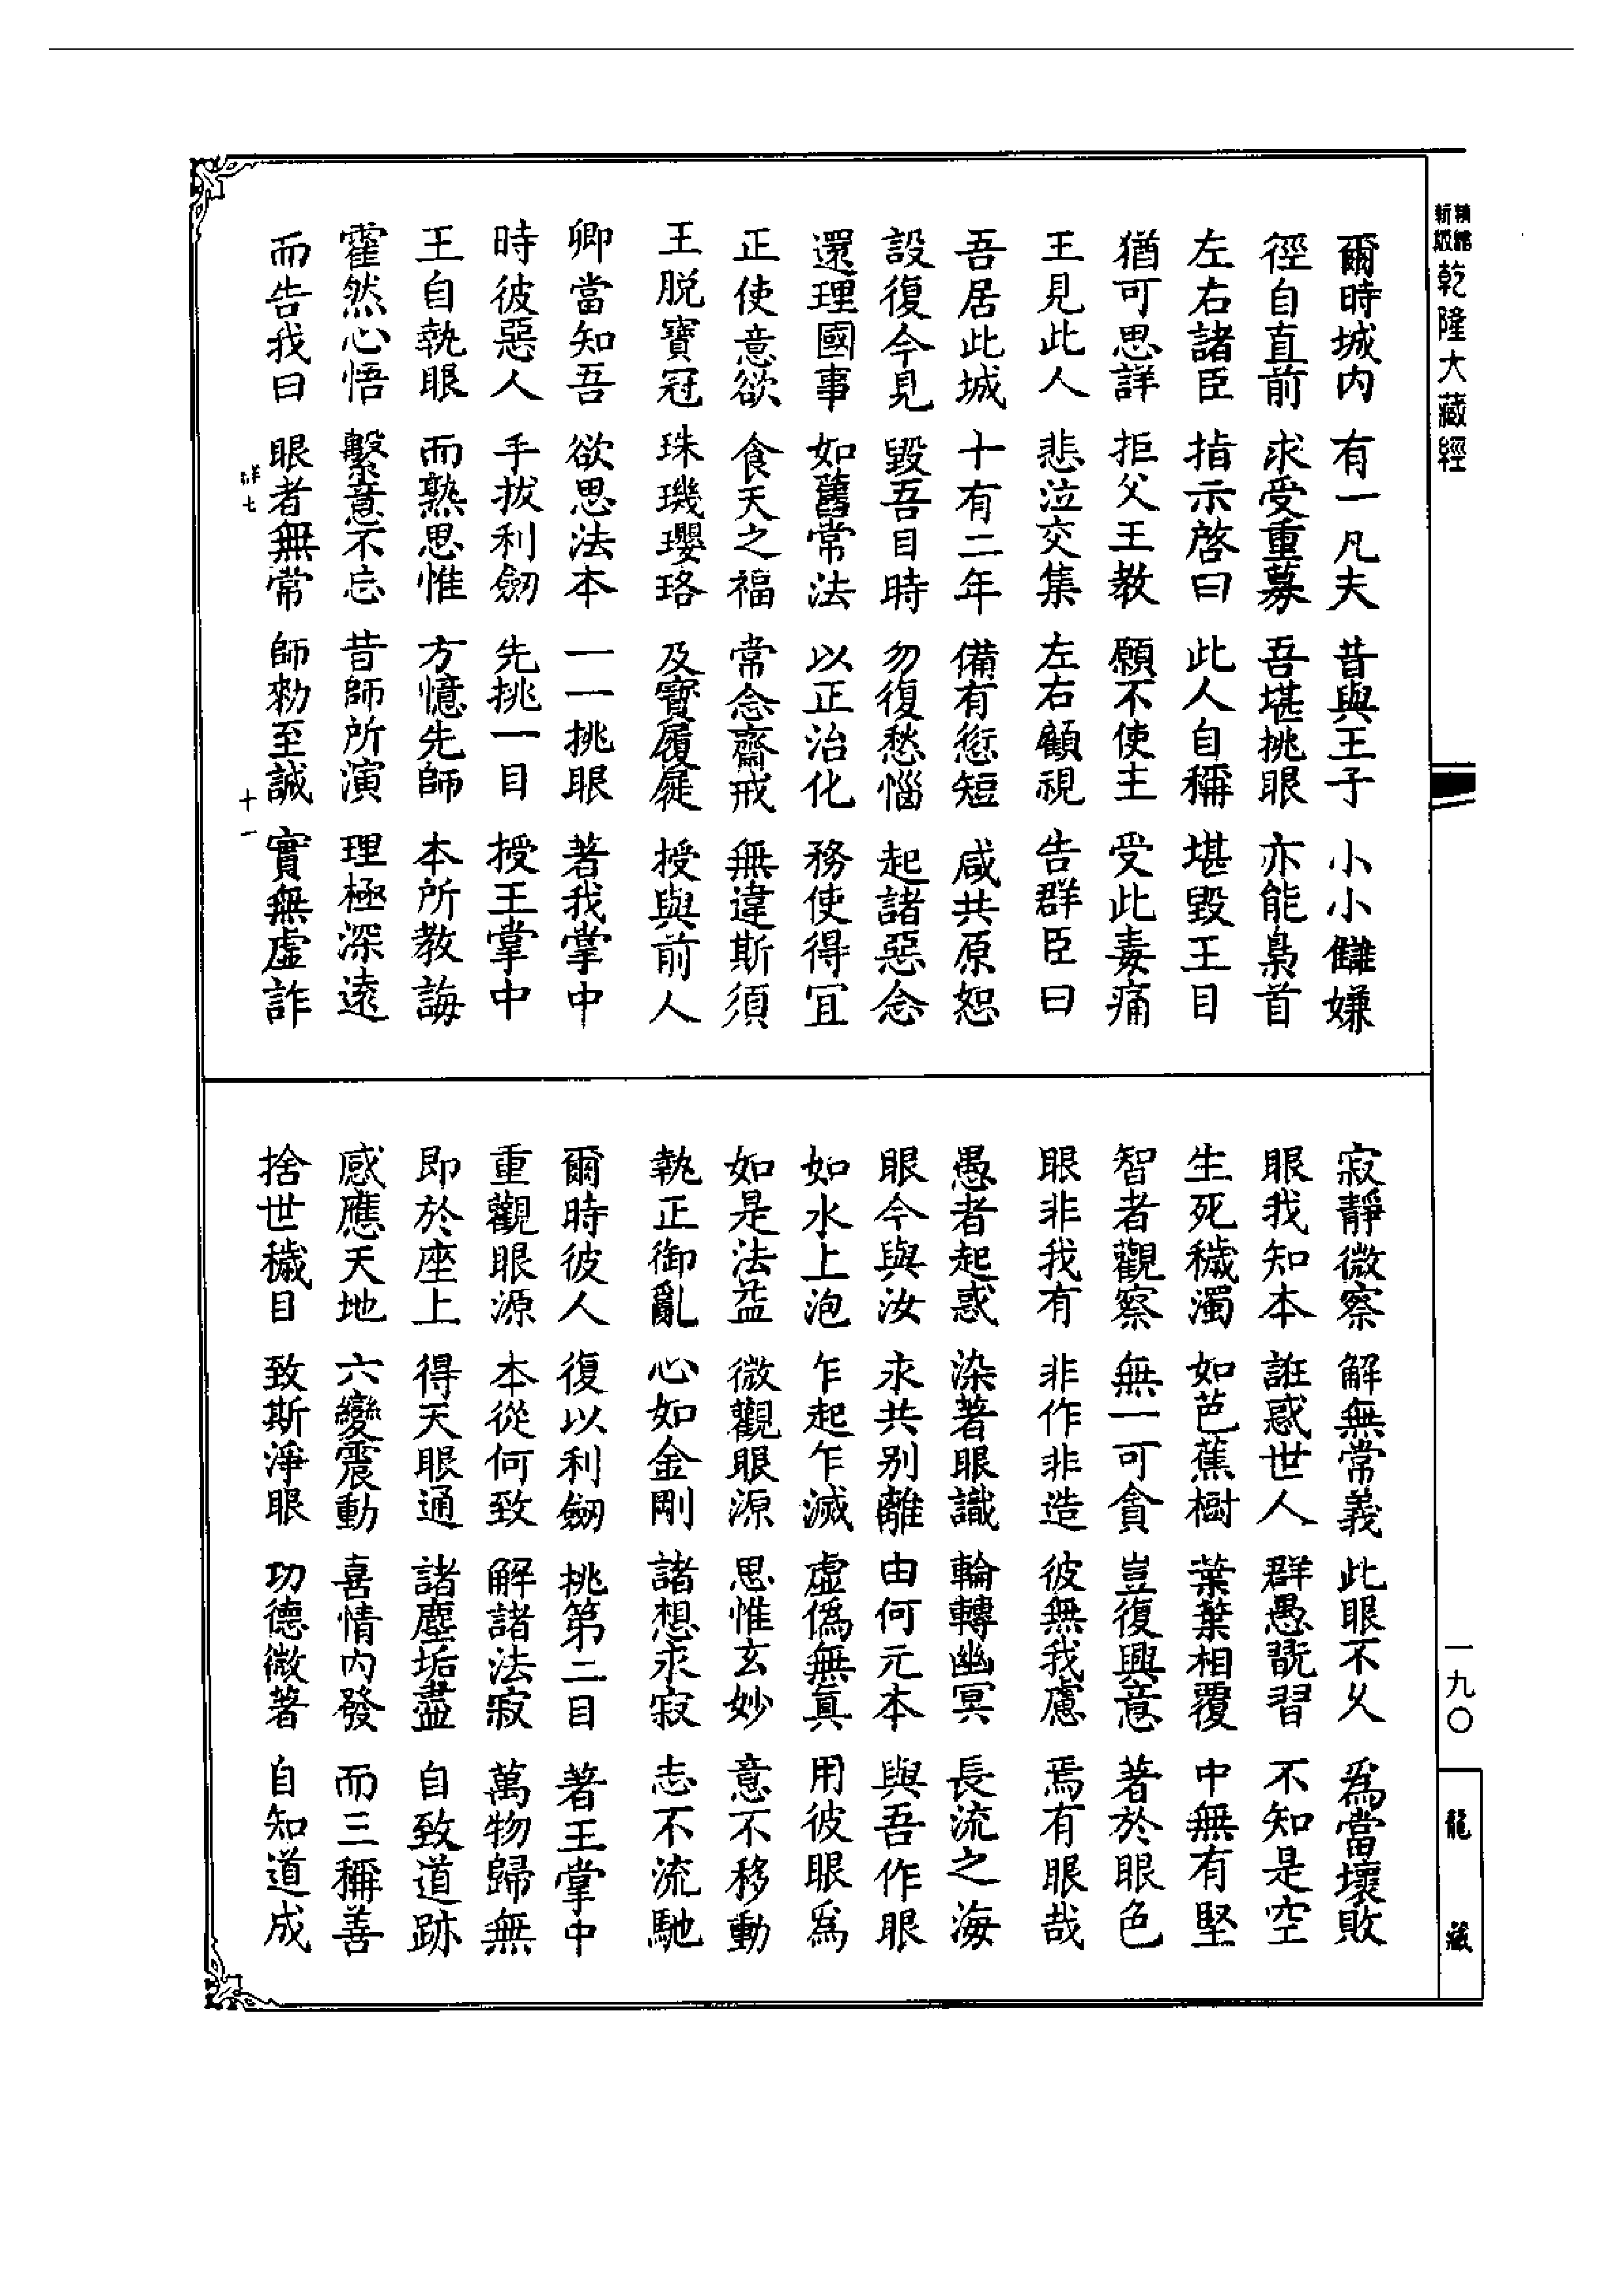 新縮
版精
乾隆大藏經
爾時城內　有一凡夫　昔與王子　小小讎嫌
徑自直前　求受重募　吾堪挑眼　亦能梟首
左右諸臣　指示啓曰　此人自稱　堪毀王目
猶可思詳　拒父王教　願不使主　受此毒痛
王見此人　悲泣交集　左右顧視　告群臣曰
吾居此城　十有二年　備有愆短　咸共原恕
設復今見　毀吾目時　勿復愁惱　起諸惡念
還理國事　如舊常法　以正治化　務使得宜
正使意欲　食天之福　常念齋戒　無違斯須
王脫寶冠　珠璣瓔珞　及寶履屣　授與前人
卿當知吾　欲思法本　一一挑眼　著我掌中
時彼惡人　手拔利劒　先挑一目　授王掌中
王自執眼　而熟思惟　方憶先師　本所教誨
霍然心悟　繫意不忘　昔師所演　理極深遠
而告我曰　眼者無常　師勑至誠　實無虛詐
群七　十一
寂靜微察　解無常義　此眼不久　爲當壞敗
眼我知本　誑惑世人　群愚翫習　不知是空
生死穢濁　如芭蕉樹　葉葉相覆　中無有堅
智者觀察　無一可貪　豈復興意　著於眼色
眼非我有　非作非造　彼無我慮　焉有眼哉
愚者起惑　染著眼識　輪轉幽冥　長流之海
眼今與汝　永共别離　由何元本　與吾作眼
如水上泡　乍起乍滅　虛僞無眞　用彼眼爲
如是法益　微觀眼源　思惟玄妙　意不移動
執正御亂　心如金剛　諸想永寂　志不流馳
爾時彼人　復以利劒　挑第二目　著王掌中
重觀眼源　本從何致　解諸法寂　萬物歸無
即於座上　得天眼通　諸塵垢盡　自致道跡
感應天地　六變震動　喜情內發　而三稱善
捨世穢目　致斯淨眼　功德微著　自知道成
一九〇
龍藏